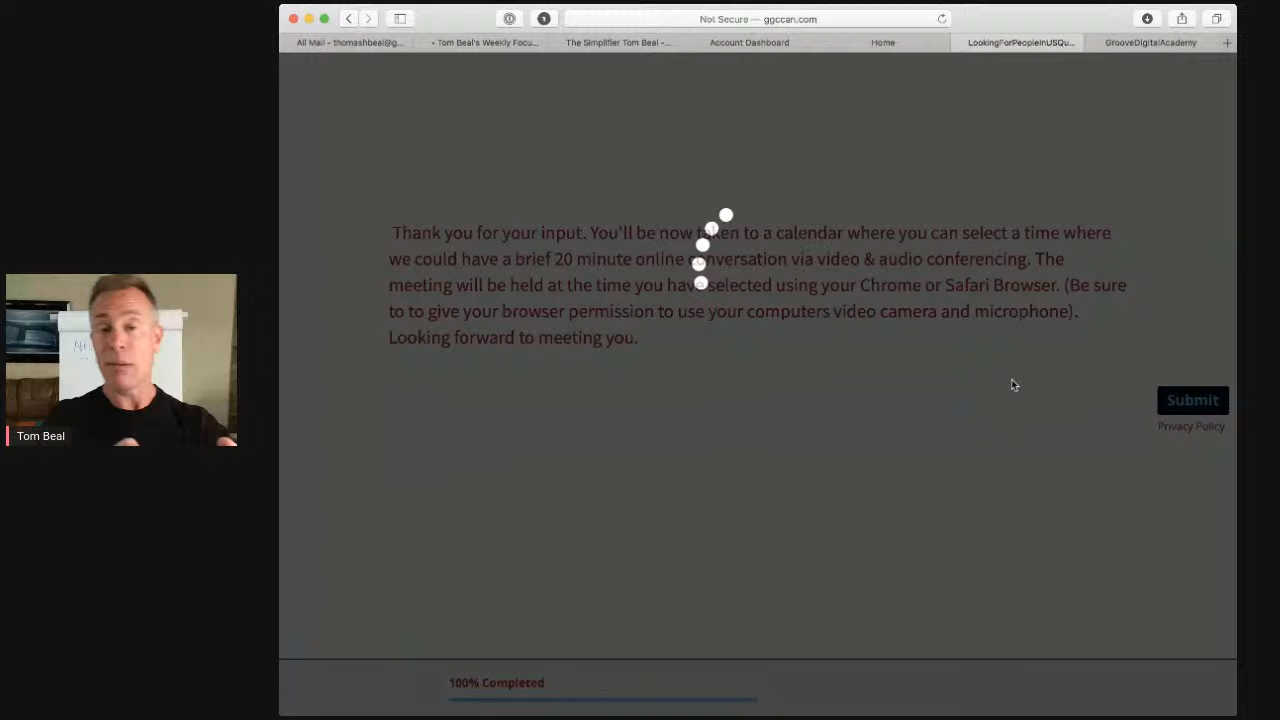 Not Secure — ggccan.com
All Mail - thomashbeal@g...
Tom Beal's Weekly Focu...
The Simplifier Tom Beal -...
Account Dashboard
Home
LookingForPeopleInUSQu...
GrooveDigitalAcademy
Thank you for your input. You'll be now taken to a calendar where you can select a time where
we could have a brief 20 minute online conversation via video & audio conferencing. The
meeting will be held at the time you have selected using your Chrome or Safari Browser. (Be sure
to to give your browser permission to use your computers video camera and microphone).
Looking forward to meeting you.
Submit
Privacy Policy
Tom Beal
100% Completed